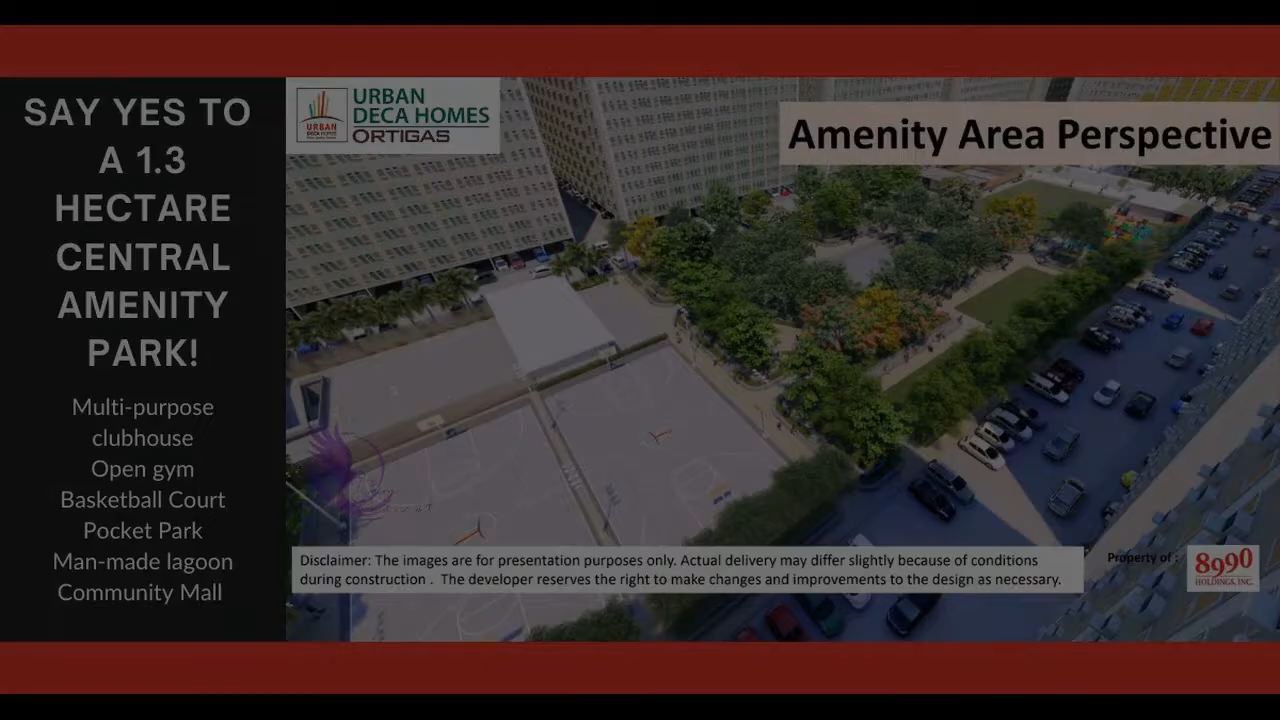 SAY YES TO
A 1.3
HECTARE
CENTRAL
AMENITY
PARK!
Multi-purpose
clubhouse
Open gym
Basketball Court
Pocket Park
Man-made lagoon
Community Mall
URBAN
DECA HOMES
ORTIGAS
URBAN
DECA HOMES
Amenity Area Perspective
Disclaimer: The images are for presentation purposes only. Actual delivery may differ slightly because of conditions
during construction . The developer reserves the right to make changes and improvements to the design as necessary.
Property of :
8990
HOLDINGS, INC.